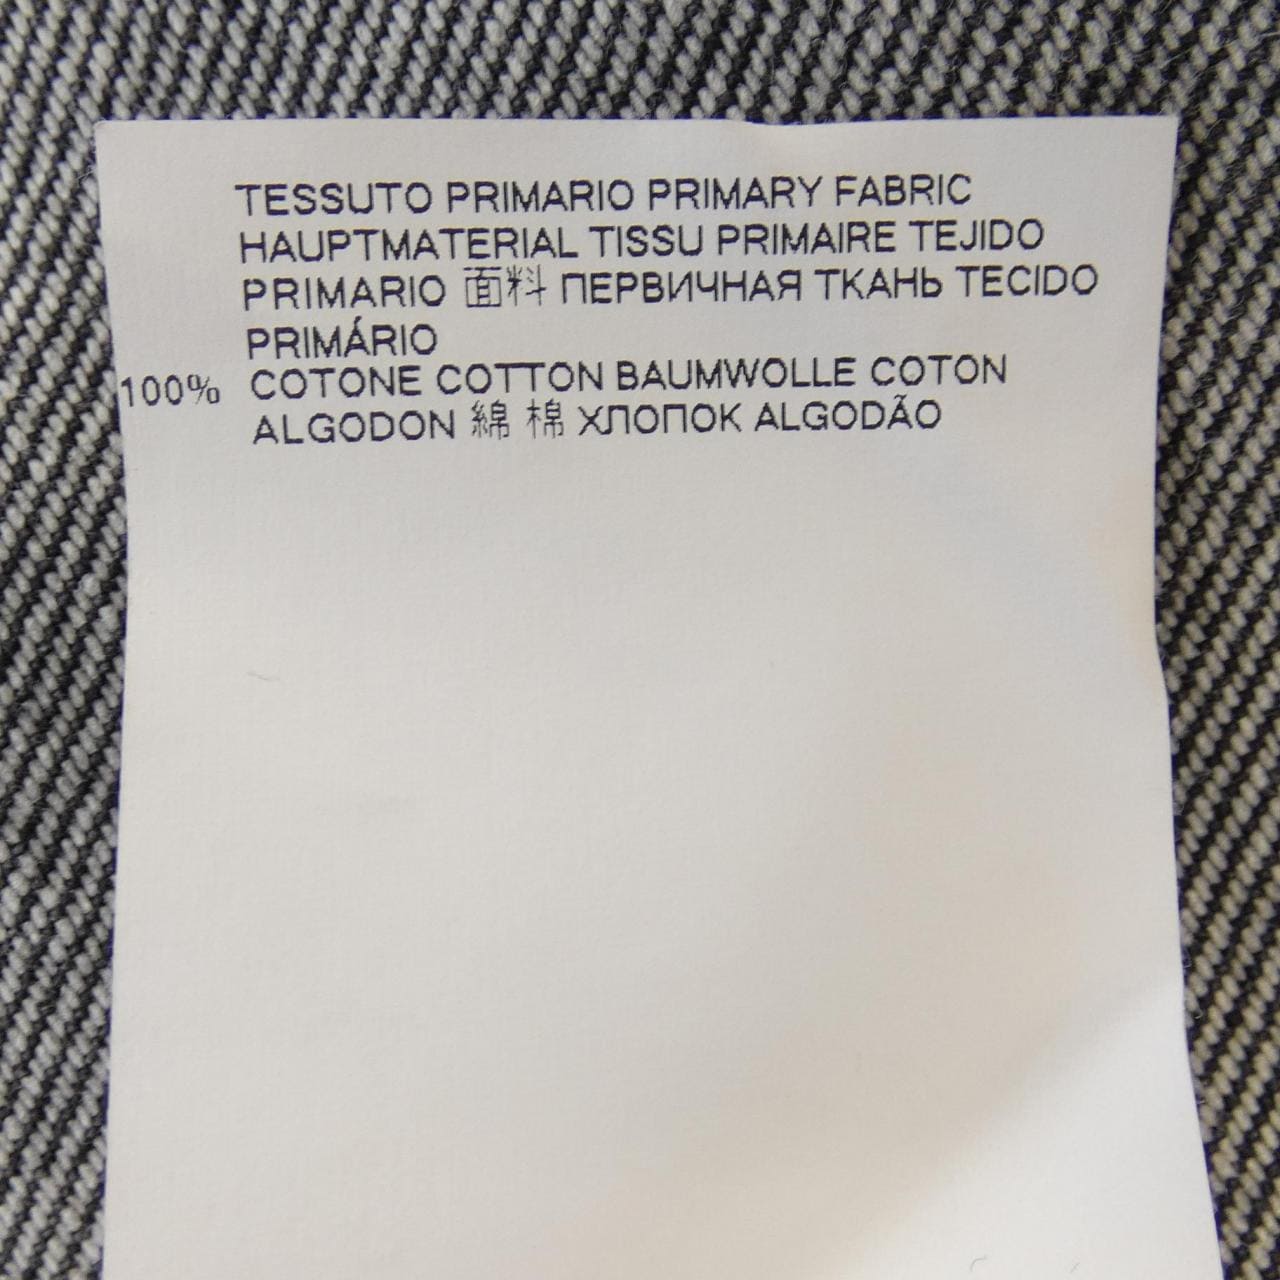 TESSUTO PRIMARIO PRIMARY FABRIC
HAUPTMATERIAL TISSU PRIMAIRE TEJIDO
PRIMARIO 面料 ПЕРВИЧНАЯ ТКАНЬ TECIDO
PRIMÁRIO
100% COTONE COTTON BAUMWOLLE COTON
ALGODON 綿 棉 ХЛОПОК ALGODÃO